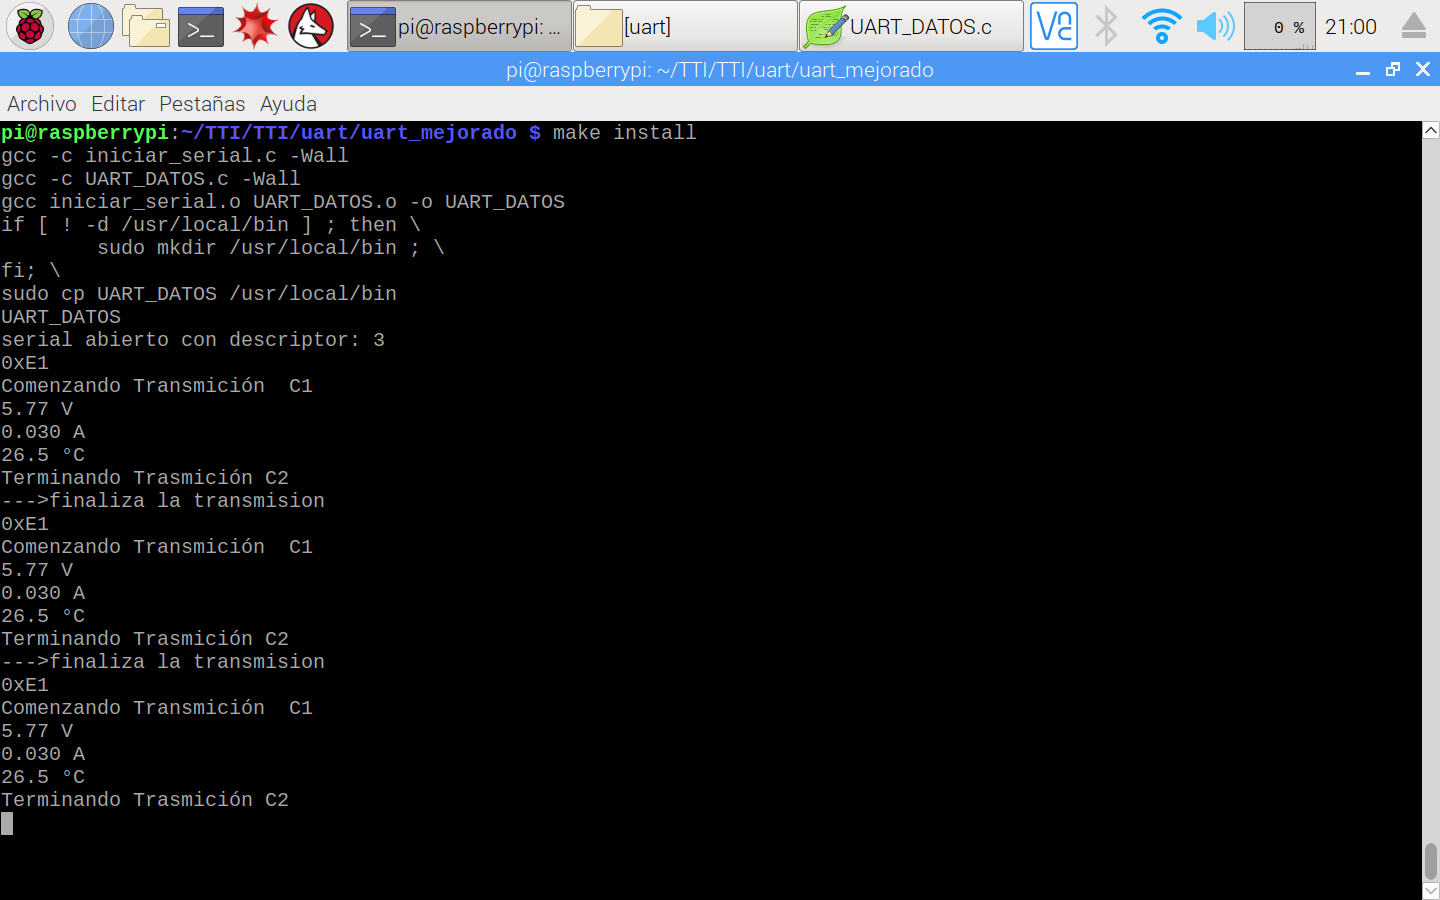 pi@raspberrypi: ... [uart] UART_DATOS.c 0 % 21:00
pi@raspberrypi: ~/TTI/TTI/uart/uart_mejorado
Archivo Editar Pestañas Ayuda
pi@raspberrypi:~/TTI/TTI/uart/uart_mejorado $ make install
gcc -c iniciar_serial.c -Wall
gcc -c UART_DATOS.c -Wall
gcc iniciar_serial.o UART_DATOS.o -o UART_DATOS
if [ ! -d /usr/local/bin ] ; then \
        sudo mkdir /usr/local/bin ; \
fi; \
sudo cp UART_DATOS /usr/local/bin
UART_DATOS
serial abierto con descriptor: 3
0xE1
Comenzando Transmición  C1
5.77 V
0.030 A
26.5 °C
Terminando Trasmición C2
--->finaliza la transmision
0xE1
Comenzando Transmición  C1
5.77 V
0.030 A
26.5 °C
Terminando Trasmición C2
--->finaliza la transmision
0xE1
Comenzando Transmición  C1
5.77 V
0.030 A
26.5 °C
Terminando Trasmición C2